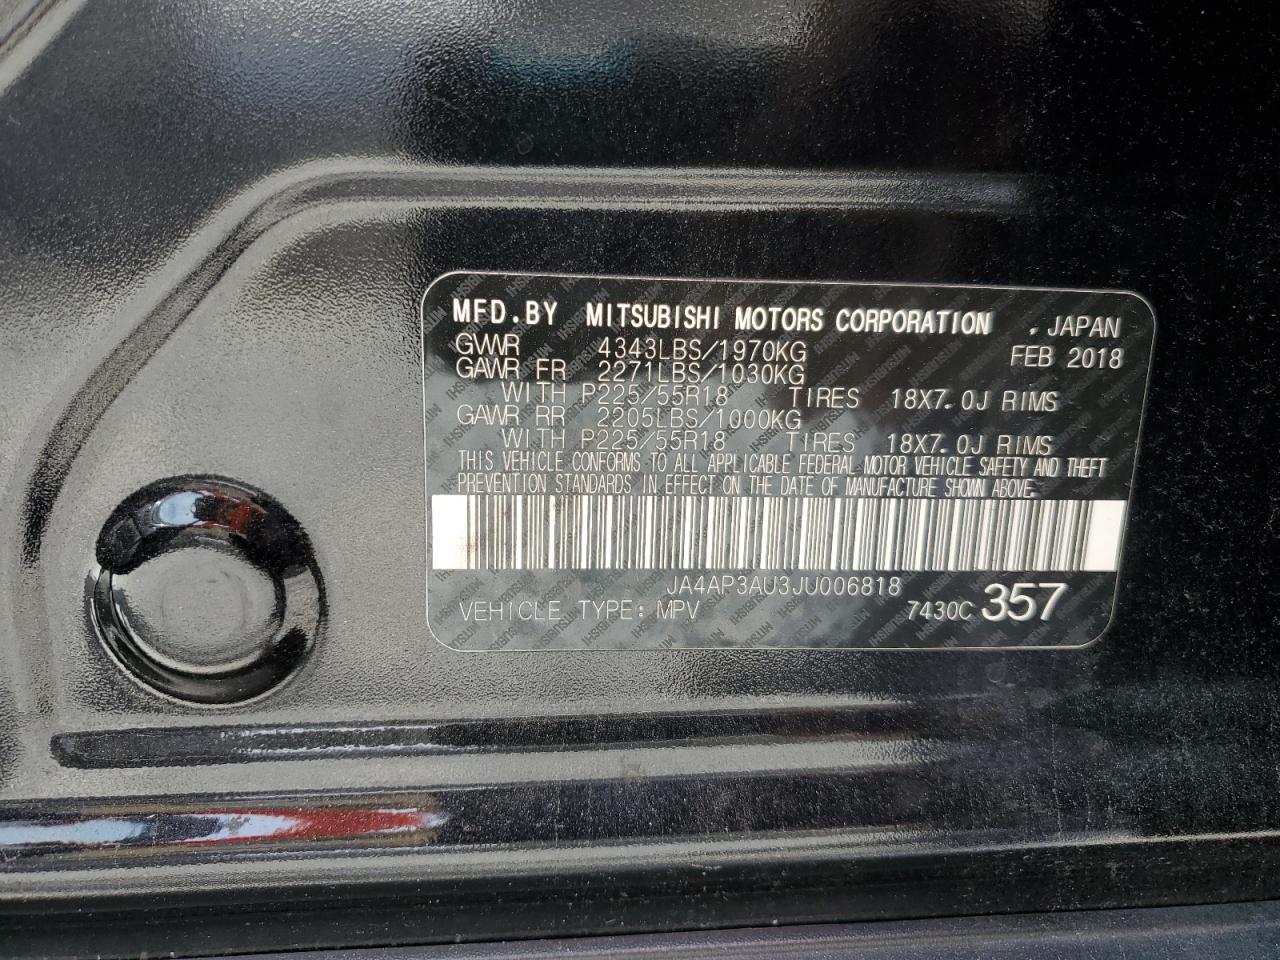 MFD.BY MITSUBISHI MOTORS CORPORATION . JAPAN
GVWR 4343LBS/1970KG FEB 2018
GAWR FR 2271LBS/1030KG
WITH P225/55R18 TIRES 18X7.0J RIMS
GAWR RR 2205LBS/1000KG
WITH P225/55R18 TIRES 18X7.0J RIMS
THIS VEHICLE CONFORMS TO ALL APPLICABLE FEDERAL MOTOR VEHICLE SAFETY AND THEFT
PREVENTION STANDARDS IN EFFECT ON THE DATE OF MANUFACTURE SHOWN ABOVE.
JA4AP3AU3JU006818
VEHICLE TYPE: MPV 7430C 357